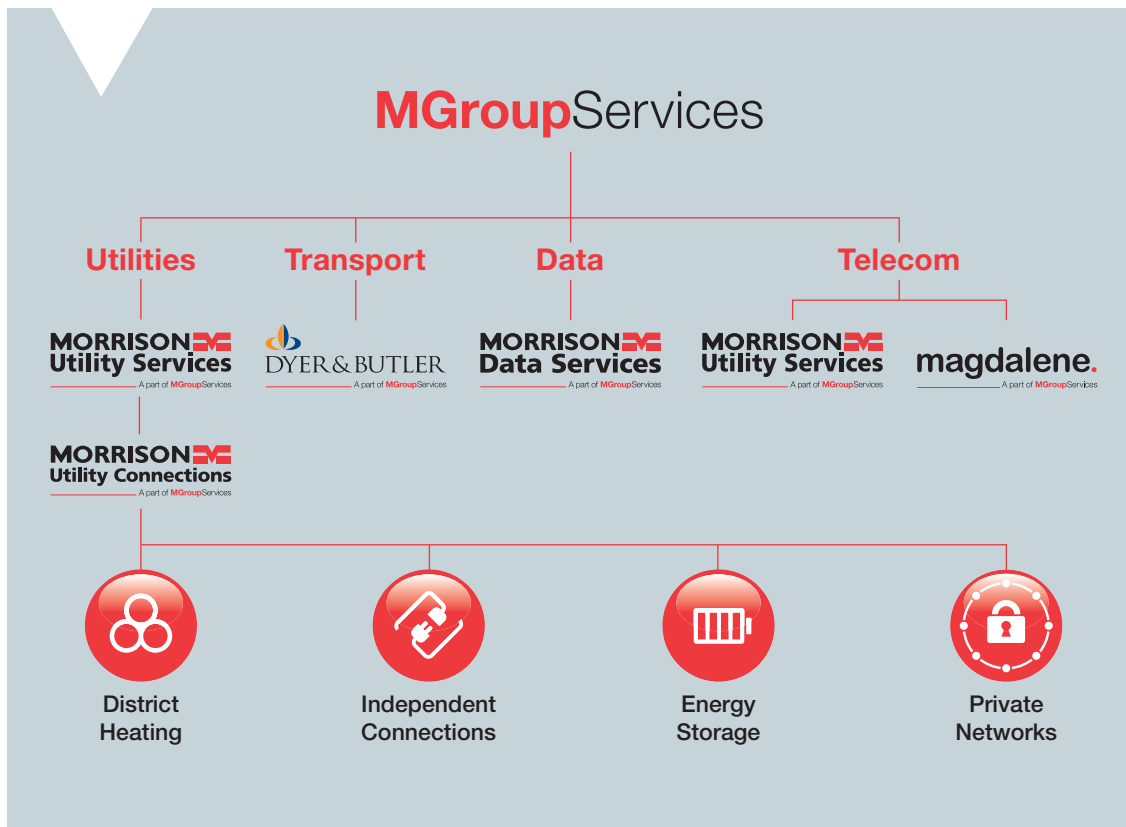 MGroupServices
Utilities
Transport
Data
Telecom
MORRISON
Utility Services
A part of MGroupServices
DYER & BUTLER
A part of MGroupServices
MORRISON
Data Services
A part of MGroupServices
MORRISON
Utility Services
A part of MGroupServices
magdalene.
A part of MGroupServices
MORRISON
Utility Connections
A part of MGroupServices
District
Heating
Independent
Connections
Energy
Storage
Private
Networks